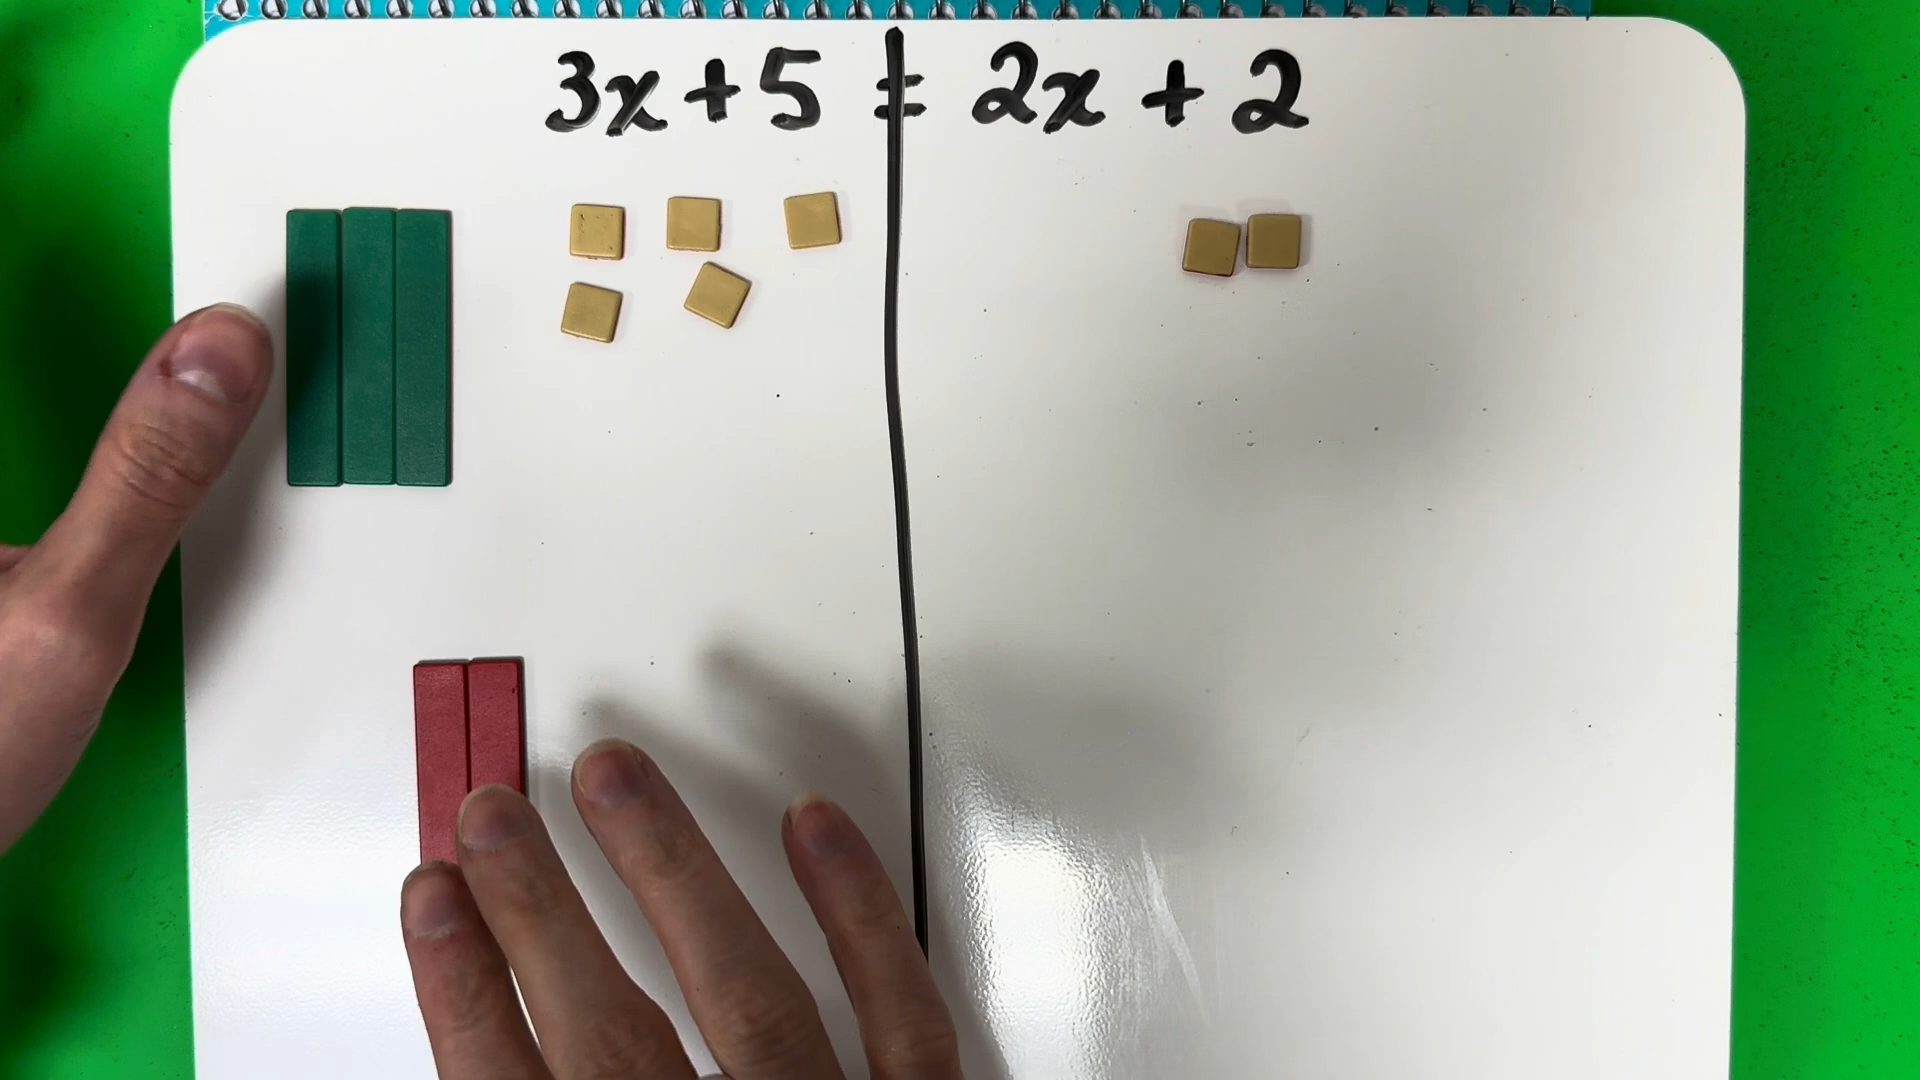 3x + 5 = 2x + 2